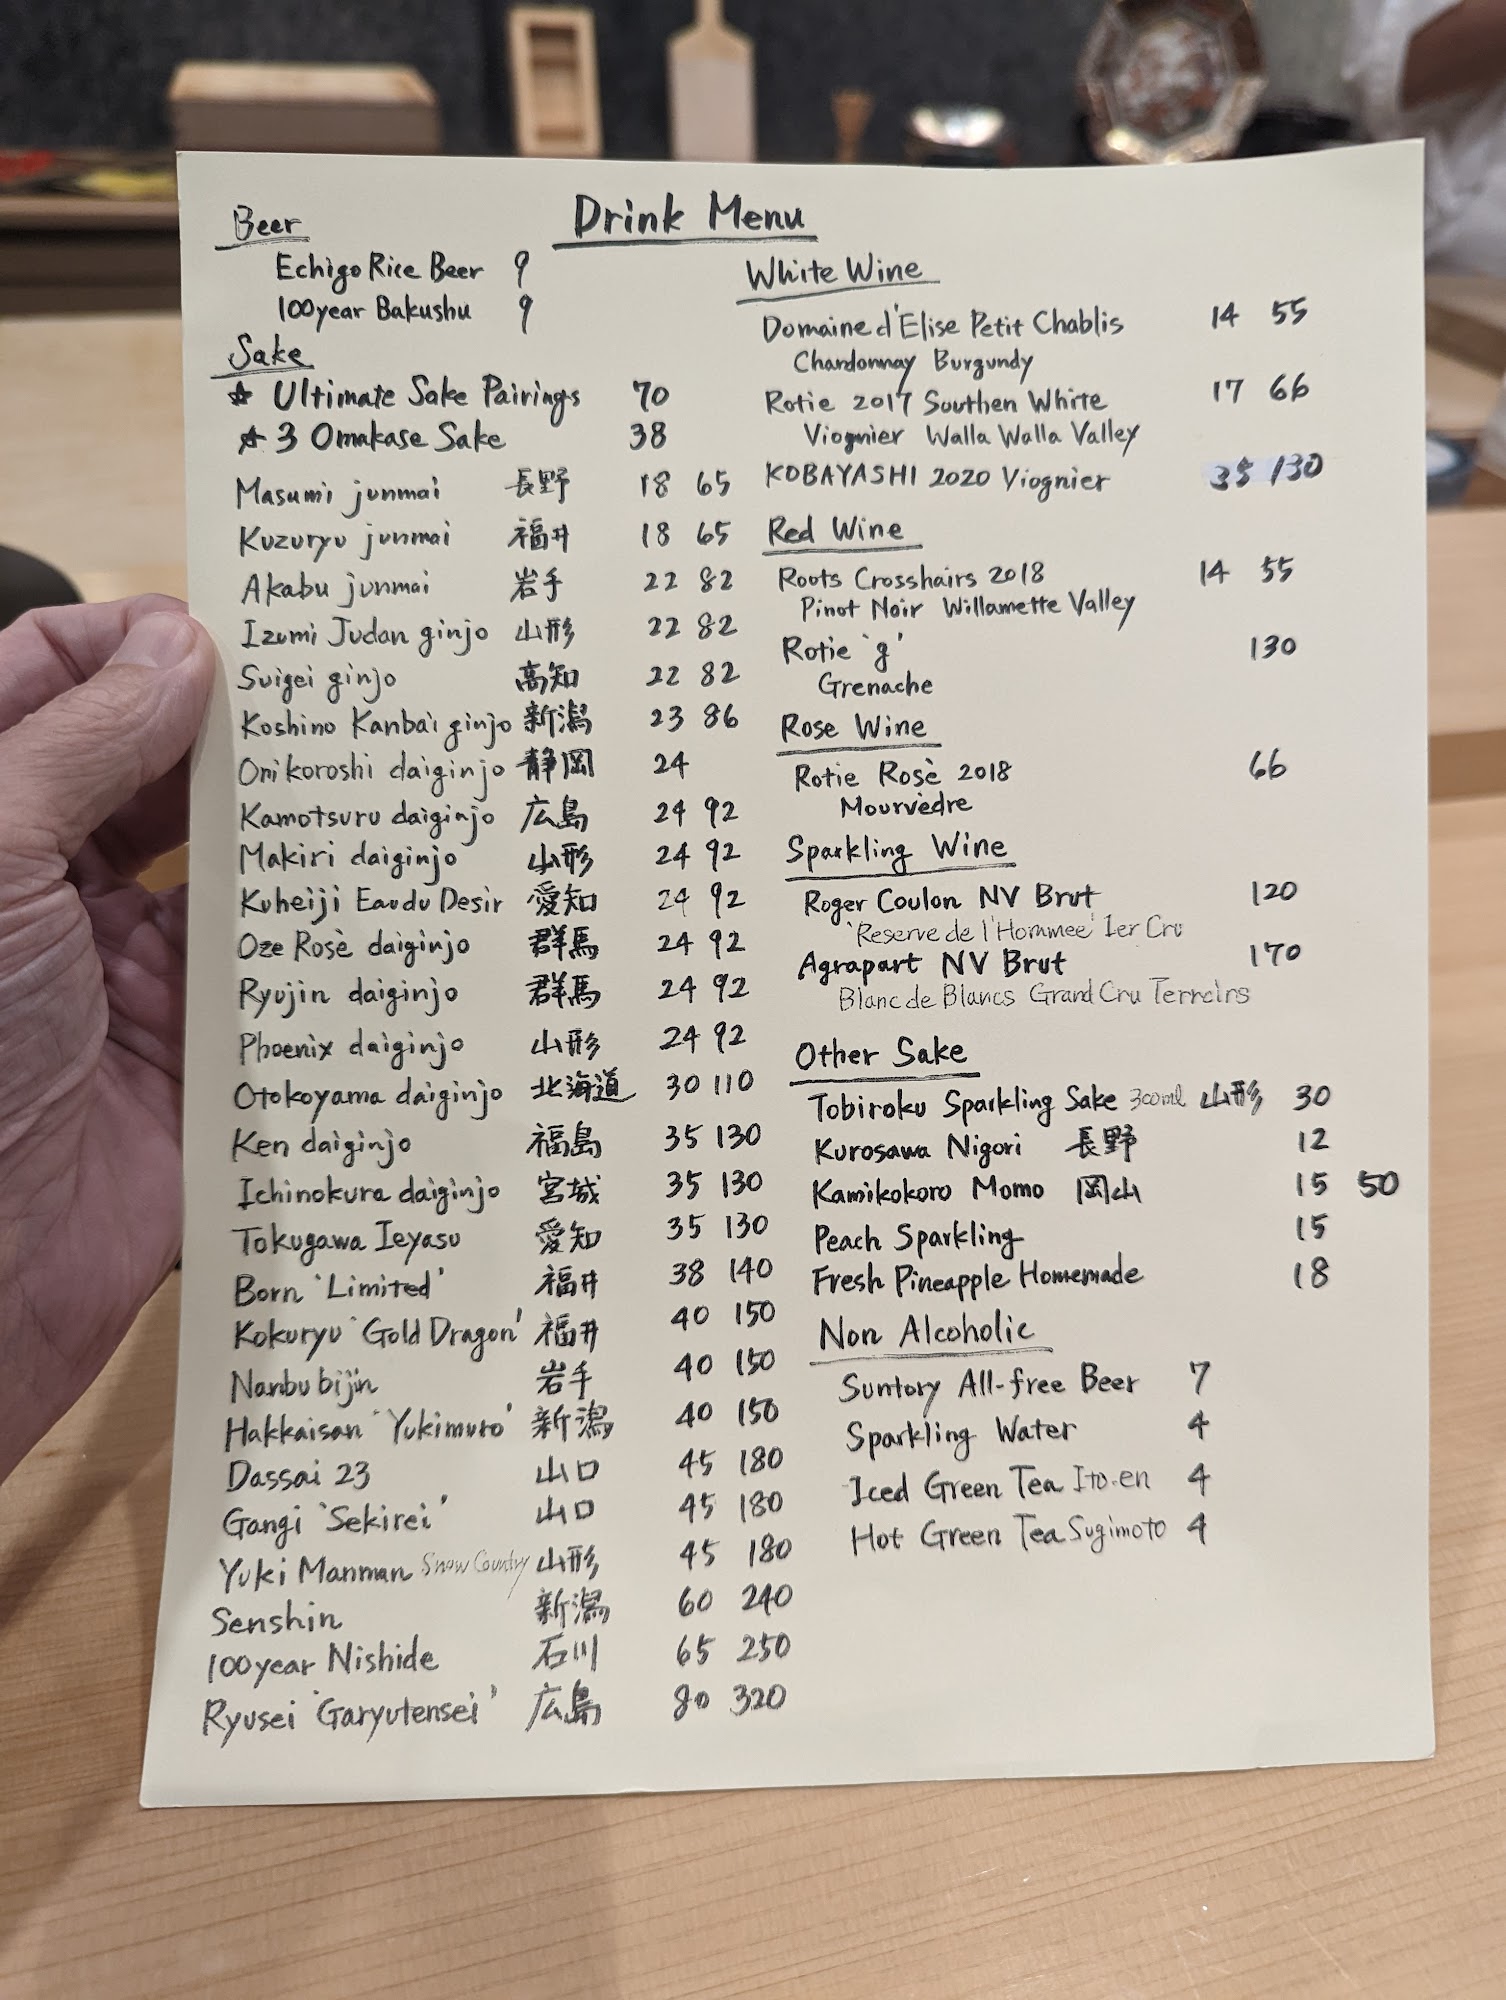 Drink Menu
Beer
Echigo Rice Beer 9
100year Bakushu 9
Sake
☆ Ultimate Sake Pairings 70
☆ 3 Omakase Sake 38
Masumi junmai 長野 18 65
Kuzuryu junmai 福井 18 65
Akabu junmai 岩手 22 82
Izumi Judan ginjo 山形 22 82
Suigei ginjo 高知 22 82
Koshino Kanbai ginjo 新潟 23 86
Onikoroshi daiginjo 静岡 24
Kamotsuru daiginjo 広島 24 92
Makiri daiginjo 山形 24 92
Kuheiji Eau du Desir 愛知 24 92
Oze Rosè daiginjo 群馬 24 92
Ryujin daiginjo 群馬 24 92
Phoenix daiginjo 山形 24 92
Otokoyama daiginjo 北海道 30 110
Ken daiginjo 福島 35 130
Ichinokura daiginjo 宮城 35 130
Tokugawa Ieyasu 愛知 35 130
Born 'Limited' 福井 38 140
Kokuryu 'Gold Dragon' 福井 40 150
Nanbu bijin 岩手 40 150
Hakkaisan 'Yukimuro' 新潟 40 150
Dassai 23 山口 45 180
Gangi 'Sekirei' 山口 45 180
Yuki Manman Snow Country 山形 45 180
Senshin 新潟 60 240
100year Nishide 石川 65 250
Ryusei 'Garyutensei' 広島 80 320
White Wine
Domaine d'Elise Petit Chablis 14 55
Chardonnay Burgundy
Rotie 2017 Southen White 17 66
Viognier Walla Walla Valley
KOBAYASHI 2020 Viognier 35 130
Red Wine
Roots Crosshairs 2018 14 55
Pinot Noir Willamette Valley
Rotie 'g' 130
Grenache
Rose Wine
Rotie Rosè 2018 66
Mourvèdre
Sparkling Wine
Roger Coulon NV Brut 120
'Reserve de l'Hommee' 1er Cru
Agrapart NV Brut 170
Blanc de Blancs Grand Cru Terroirs
Other Sake
Tobiroku Sparkling Sake 300ml 山形 30
Kurosawa Nigori 長野 12
Kamikokoro Momo 岡山 15 50
Peach Sparkling 15
Fresh Pineapple Homemade 18
Non Alcoholic
Suntory All-free Beer 7
Sparkling Water 4
Iced Green Tea Ito-en 4
Hot Green Tea Sugimoto 4